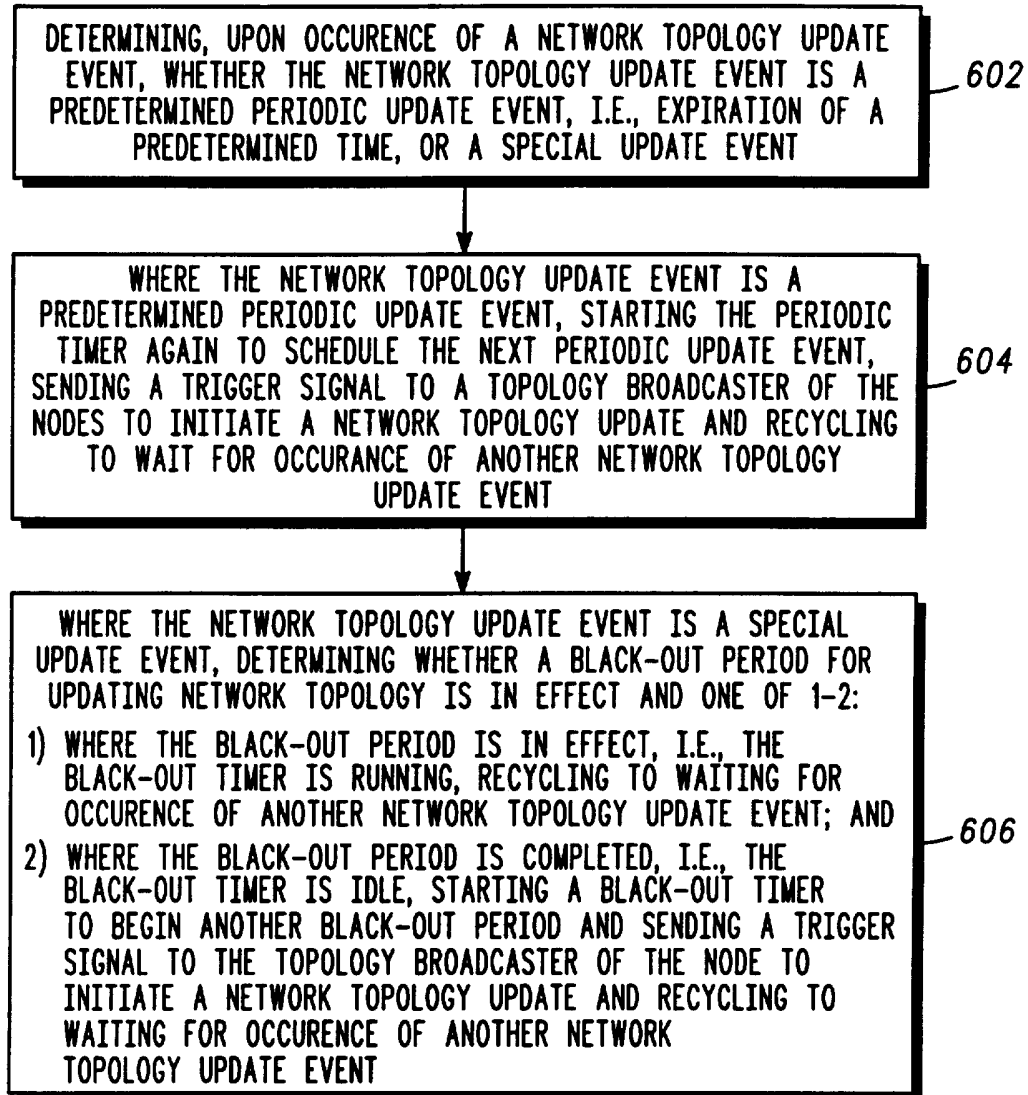 DETERMINING, UPON OCCURENCE OF A NETWORK TOPOLOGY UPDATE
EVENT, WHETHER THE NETWORK TOPOLOGY UPDATE EVENT IS A
PREDETERMINED PERIODIC UPDATE EVENT, I.E., EXPIRATION OF A
PREDETERMINED TIME, OR A SPECIAL UPDATE EVENT
602
WHERE THE NETWORK TOPOLOGY UPDATE EVENT IS A
PREDETERMINED PERIODIC UPDATE EVENT, STARTING THE PERIODIC
TIMER AGAIN TO SCHEDULE THE NEXT PERIODIC UPDATE EVENT,
SENDING A TRIGGER SIGNAL TO A TOPOLOGY BROADCASTER OF THE
NODES TO INITIATE A NETWORK TOPOLOGY UPDATE AND RECYCLING
TO WAIT FOR OCCURANCE OF ANOTHER NETWORK TOPOLOGY
UPDATE EVENT
604
WHERE THE NETWORK TOPOLOGY UPDATE EVENT IS A SPECIAL
UPDATE EVENT, DETERMINING WHETHER A BLACK-OUT PERIOD FOR
UPDATING NETWORK TOPOLOGY IS IN EFFECT AND ONE OF 1-2:
1) WHERE THE BLACK-OUT PERIOD IS IN EFFECT, I.E., THE
BLACK-OUT TIMER IS RUNNING, RECYCLING TO WAITING FOR
OCCURENCE OF ANOTHER NETWORK TOPOLOGY UPDATE EVENT; AND
2) WHERE THE BLACK-OUT PERIOD IS COMPLETED, I.E., THE
BLACK-OUT TIMER IS IDLE, STARTING A BLACK-OUT TIMER
TO BEGIN ANOTHER BLACK-OUT PERIOD AND SENDING A TRIGGER
SIGNAL TO THE TOPOLOGY BROADCASTER OF THE NODE TO
INITIATE A NETWORK TOPOLOGY UPDATE AND RECYCLING TO
WAITING FOR OCCURENCE OF ANOTHER NETWORK
TOPOLOGY UPDATE EVENT
606